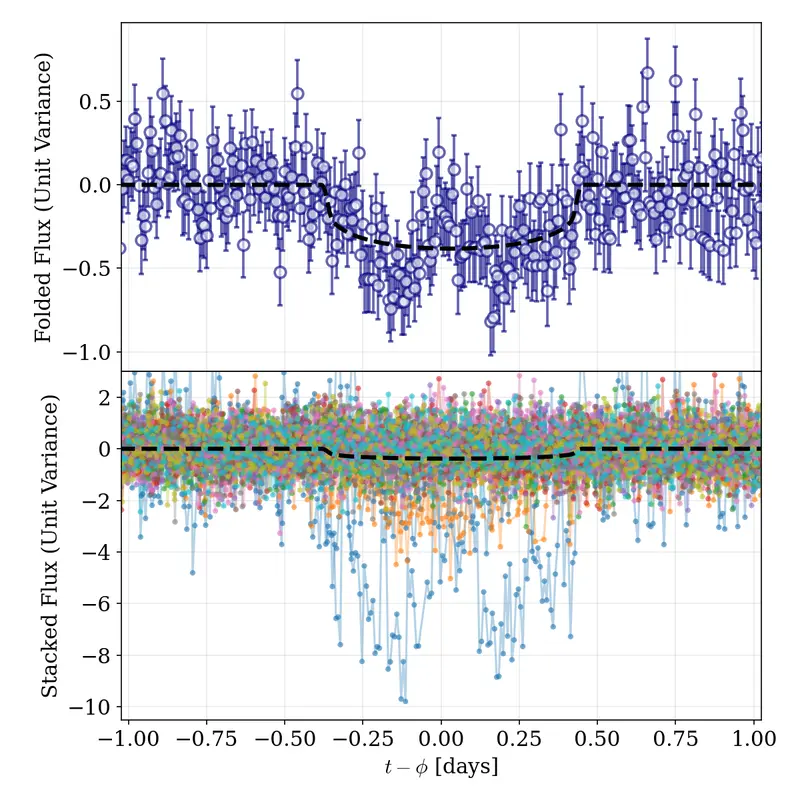 Folded Flux (Unit Variance)
0.5
0.0
−0.5
−1.0
Stacked Flux (Unit Variance)
2
0
−2
−4
−6
−8
−10
−1.00 −0.75 −0.50 −0.25 0.00 0.25 0.50 0.75 1.00
t − ϕ [days]